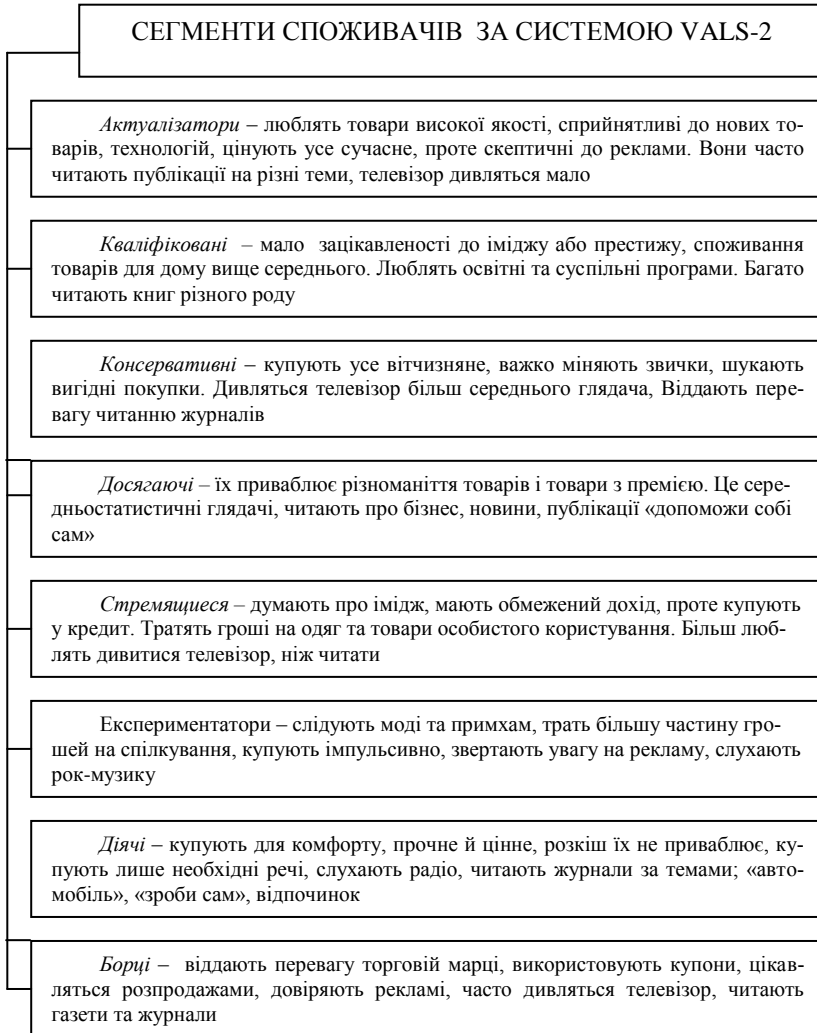 СЕГМЕНТИ СПОЖИВАЧІВ ЗА СИСТЕМОЮ VALS-2
Актуалізатори – люблять товари високої якості, сприйнятливі до нових то-
варів, технологій, цінують усе сучасне, проте скептичні до реклами. Вони часто
читають публікації на різні теми, телевізор дивляться мало
Кваліфіковані – мало зацікавленості до іміджу або престижу, споживання
товарів для дому вище середнього. Люблять освітні та суспільні програми. Багато
читають книг різного роду
Консервативні – купують усе вітчизняне, важко міняють звички, шукають
вигідні покупки. Дивляться телевізор більш середнього глядача, Віддають пере-
вагу читанню журналів
Досягаючі – їх приваблює різноманіття товарів і товари з премією. Це сере-
дньостатистичні глядачі, читають про бізнес, новини, публікації «допоможи собі
сам»
Стремящиеся – думають про імідж, мають обмежений дохід, проте купують
у кредит. Тратять гроші на одяг та товари особистого користування. Більш люб-
лять дивитися телевізор, ніж читати
Експериментатори – слідують моді та примхам, трать більшу частину гро-
шей на спілкування, купують імпульсивно, звертають увагу на рекламу, слухають
рок-музику
Діячі – купують для комфорту, прочне й цінне, розкіш їх не приваблює, ку-
пують лише необхідні речі, слухають радіо, читають журнали за темами; «авто-
мобіль», «зроби сам», відпочинок
Борці – віддають перевагу торговій марці, використовують купони, цікав-
ляться розпродажами, довіряють рекламі, часто дивляться телевізор, читають
газети та журнали